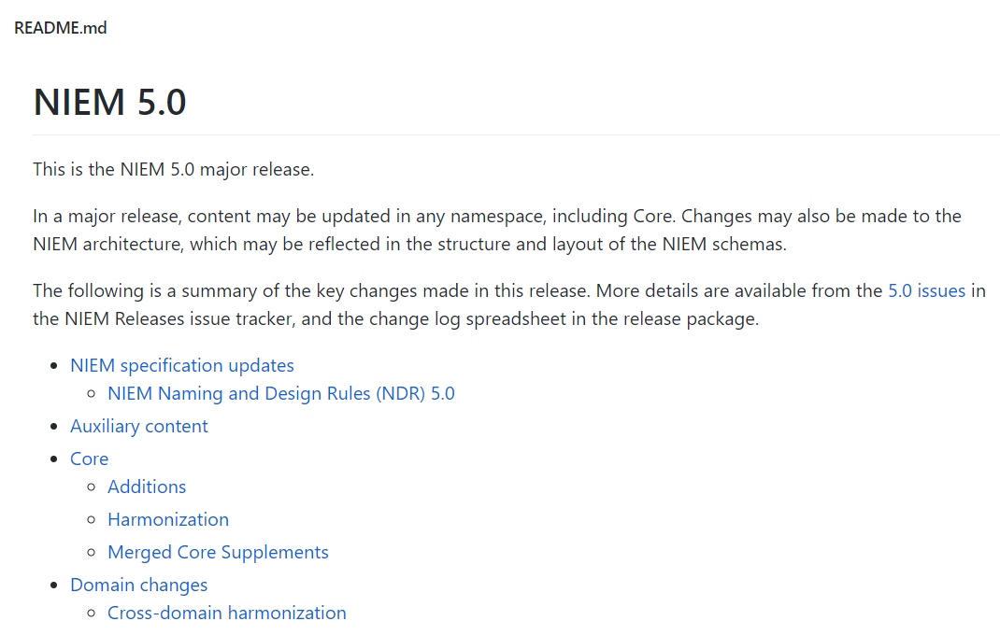 README.md
NIEM 5.0
This is the NIEM 5.0 major release.
In a major release, content may be updated in any namespace, including Core. Changes may also be made to the
NIEM architecture, which may be reflected in the structure and layout of the NIEM schemas.
The following is a summary of the key changes made in this release. More details are available from the 5.0 issues in
the NIEM Releases issue tracker, and the change log spreadsheet in the release package.
NIEM specification updates
NIEM Naming and Design Rules (NDR) 5.0
Auxiliary content
Core
Additions
Harmonization
Merged Core Supplements
Domain changes
Cross-domain harmonization